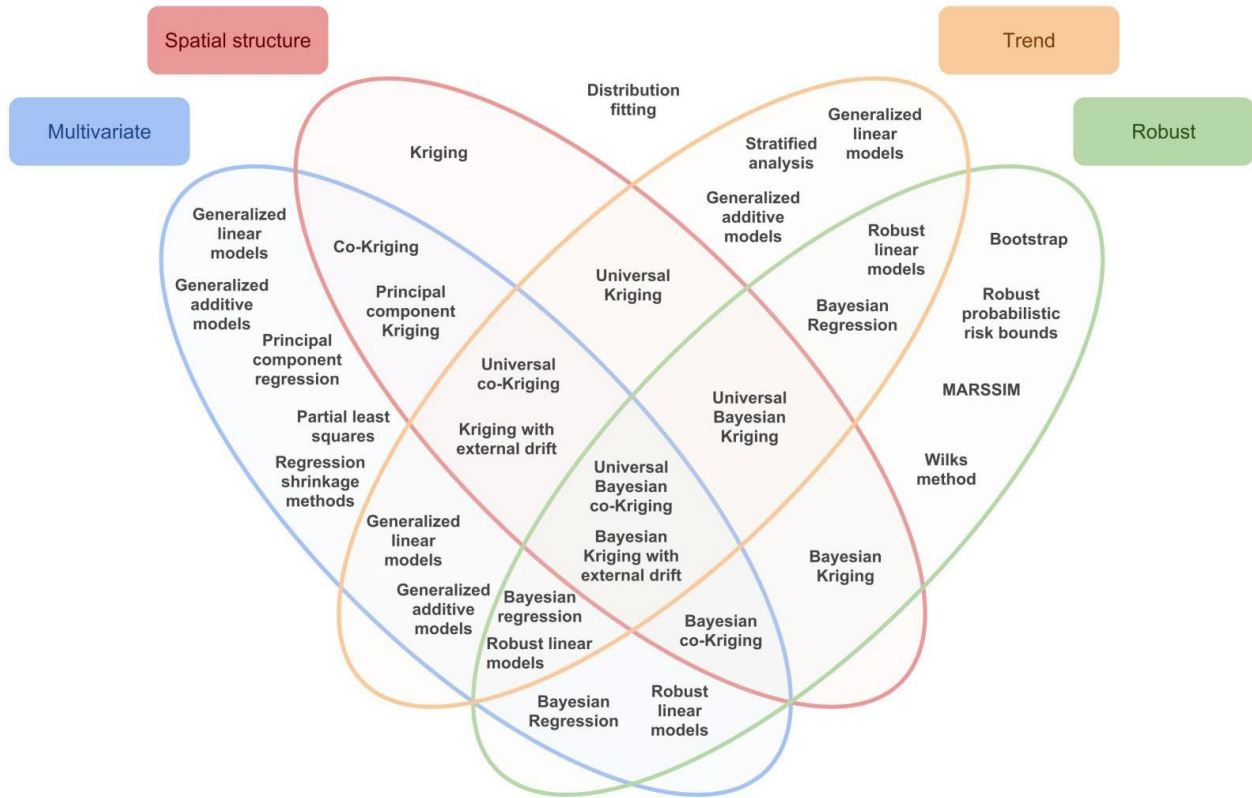 Spatial structure
Trend
Multivariate
Robust
Distribution
fitting
Kriging
Stratified
analysis
Generalized
linear
models
Generalized
additive
models
Generalized
linear
models
Co-Kriging
Robust
linear
models
Bootstrap
Generalized
additive
models
Principal
component
Kriging
Universal
Kriging
Bayesian
Regression
Robust
probabilistic
risk bounds
Principal
component
regression
Universal
co-Kriging
Universal
Bayesian
Kriging
MARSSIM
Partial least
squares
Kriging with
external drift
Regression
shrinkage
methods
Universal
Bayesian
co-Kriging
Wilks
method
Generalized
linear
models
Bayesian
Kriging with
external drift
Bayesian
Kriging
Generalized
additive
models
Bayesian
regression
Robust linear
models
Bayesian
co-Kriging
Bayesian
Regression
Robust
linear
models